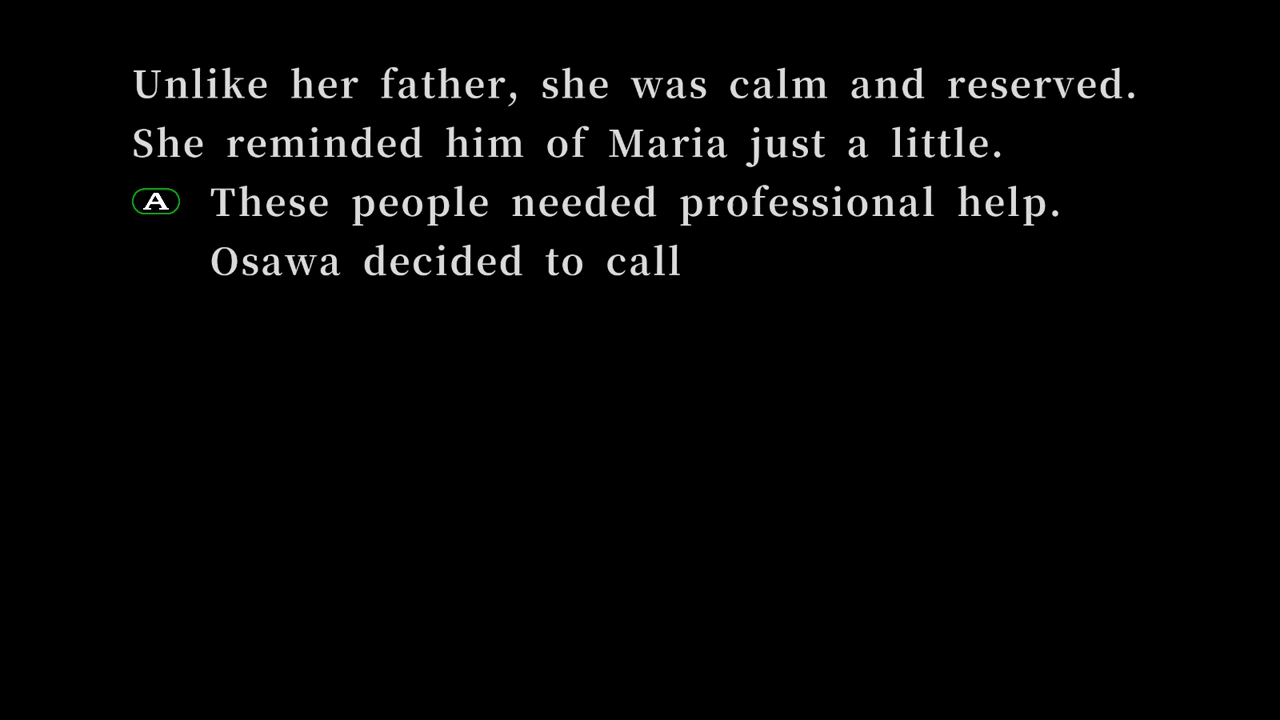 Unlike her father, she was calm and reserved.
She reminded him of Maria just a little.
A These people needed professional help.
Osawa decided to call